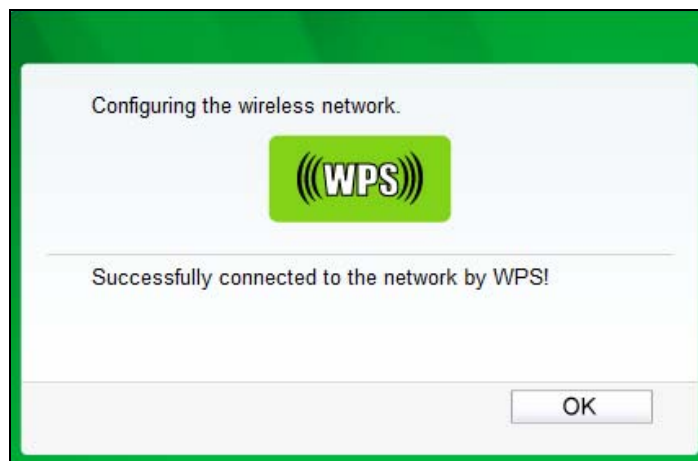 Configuring the wireless network.
WPS
Successfully connected to the network by WPS!
OK